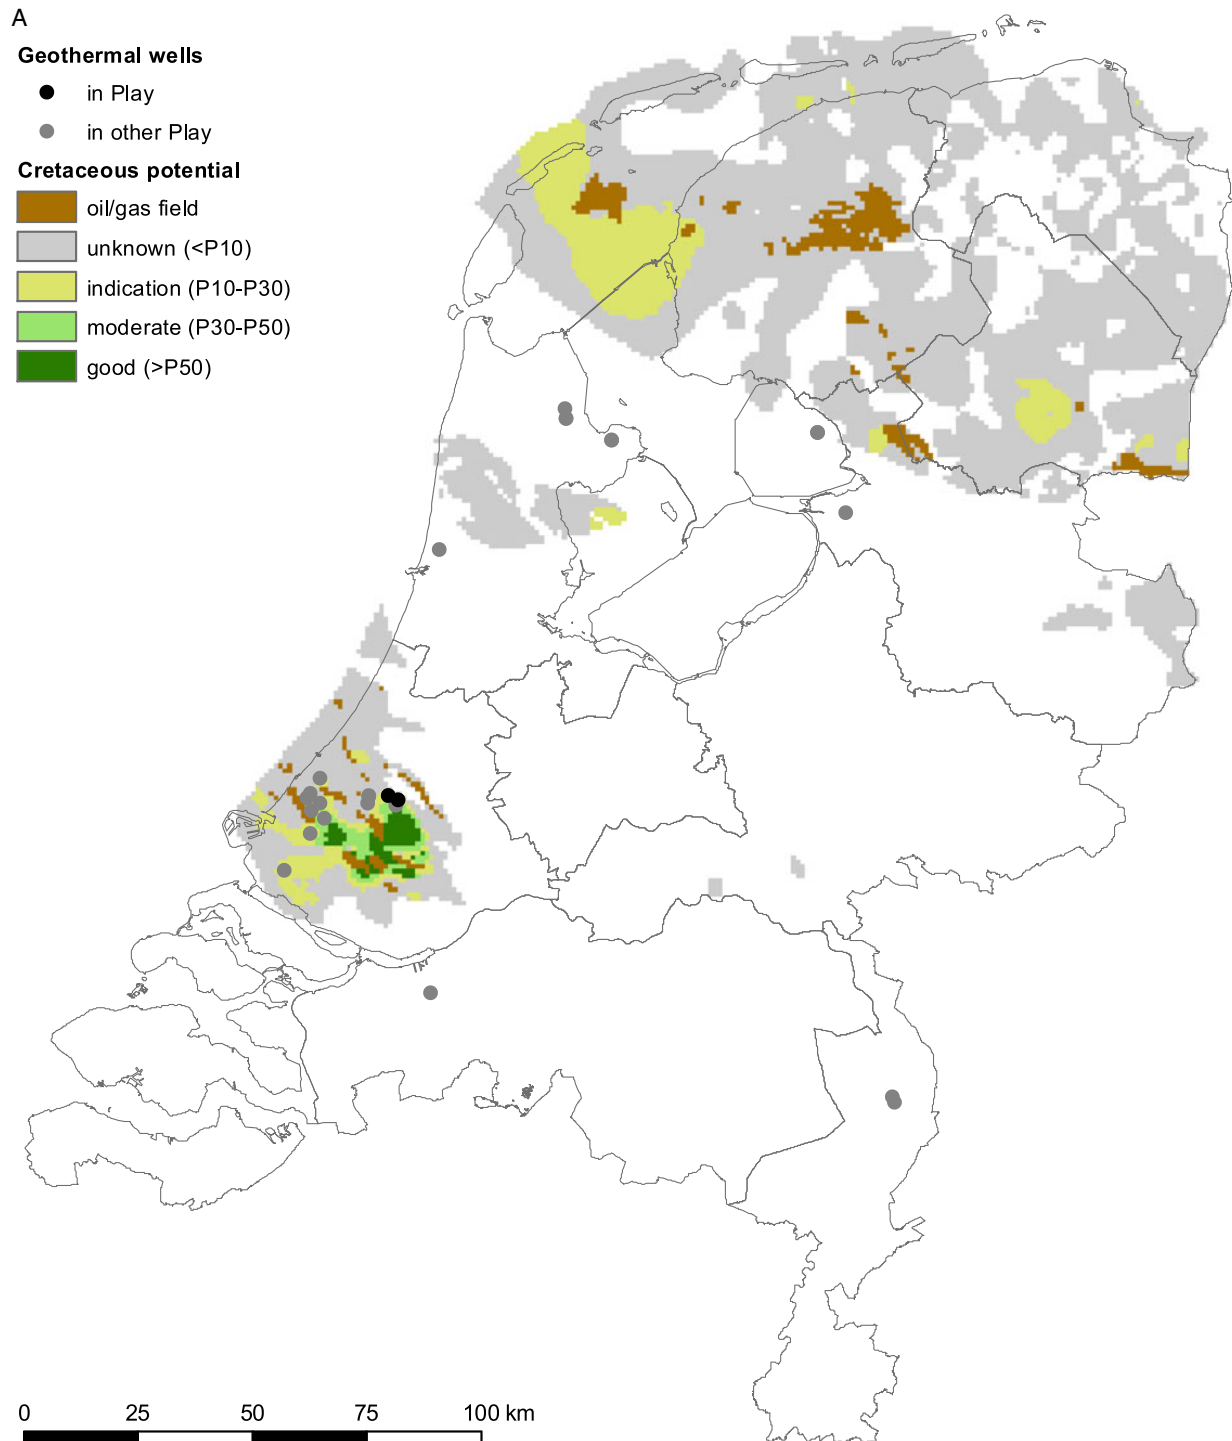 A
Geothermal wells
in Play
in other Play
Cretaceous potential
oil/gas field
unknown (<P10)
indication (P10-P30)
moderate (P30-P50)
good (>P50)
0 25 50 75 100 km